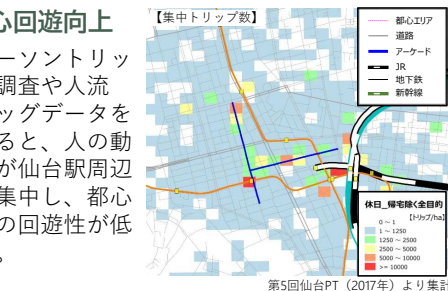 心回遊向上
ーソントリッ
調査や人流
ッグデータを
ると、人の動
が仙台駅周辺
集中し、都心
の回遊性が低
。
【集中トリップ数】
都心エリア
道路
アーケード
JR
地下鉄
新幹線
休日_帰宅除く全目的
【トリップ/ha】
0 ~ 1
1 ~ 1250
1250 ~ 2500
2500 ~ 5000
5000 ~ 10000
>= 10000
第5回仙台PT（2017年）より集計